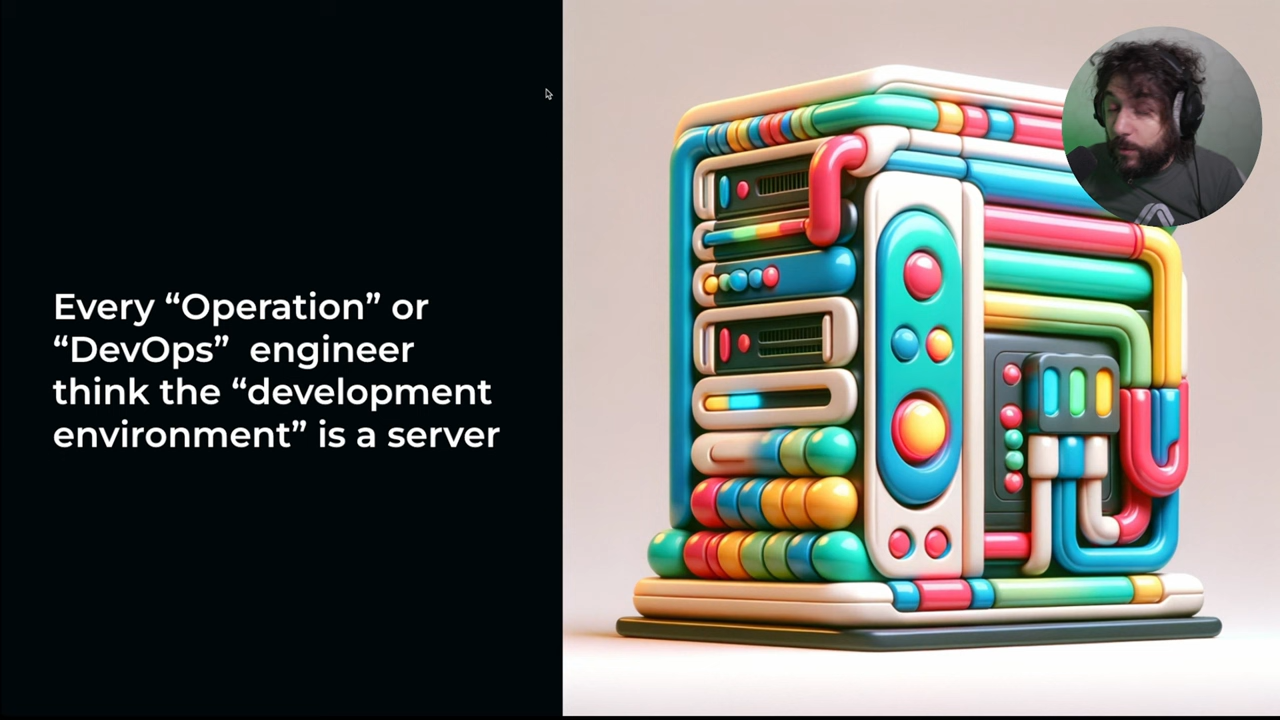 Every “Operation” or
“DevOps”  engineer
think the “development
environment” is a server